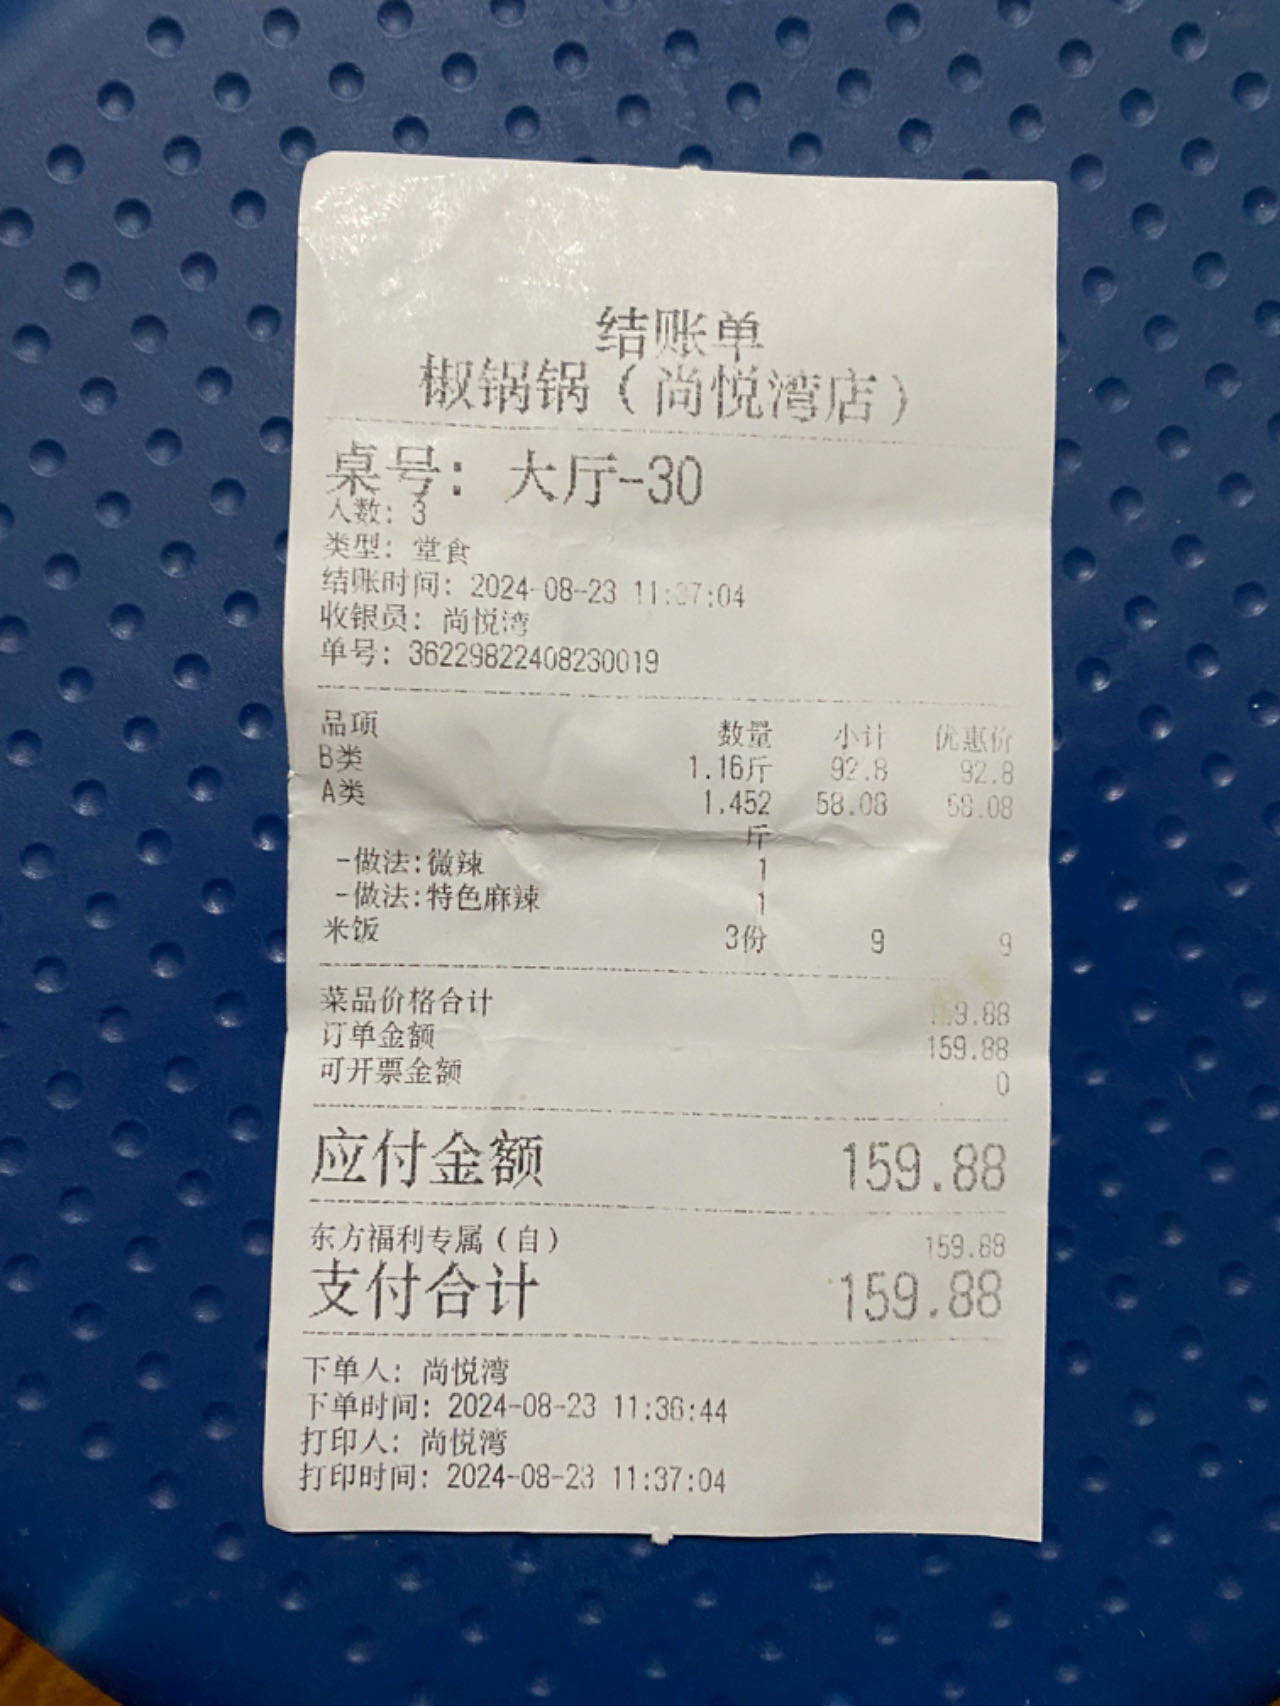 结账单
椒锅锅（尚悦湾店）
桌号：大厅-30
人数：3
类型：堂食
结账时间：2024-08-23 11:37:04
收银员：尚悦湾
单号：36229822408230019
品项 数量 小计 优惠价
B类 1.16斤 92.8 92.8
A类 1.452 58.08 58.08
斤
-做法:微辣 1
-做法:特色麻辣 1
米饭 3份 9 9
菜品价格合计 159.88
订单金额 159.88
可开票金额 0
应付金额 159.88
东方福利专属（自） 159.88
支付合计 159.88
下单人：尚悦湾
下单时间：2024-08-23 11:36:44
打印人：尚悦湾
打印时间：2024-08-23 11:37:04